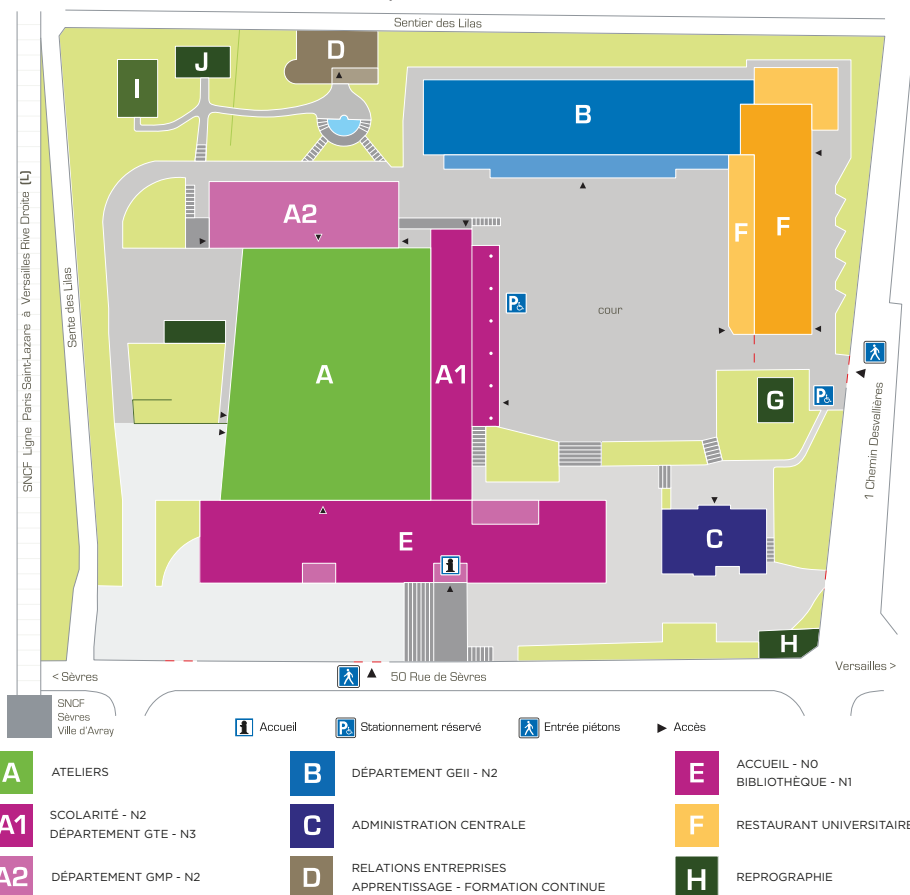 Sentier des Lilas
D
J
I
B
A2
F
F
SNCF Ligne Paris Saint-Lazare à Versailles Rive Droite (L)
Sente des Lilas
P
cour
A
A1
G
P
1 Chemin Desvallières
E
C
i
H
Versailles >
< Sèvres
50 Rue de Sèvres
SNCF
Sèvres
Ville d'Avray
i Accueil
P Stationnement réservé
Entrée piétons
Accès
A ATELIERS
B DÉPARTEMENT GEII - N2
E ACCUEIL - N0
BIBLIOTHÈQUE - N1
A1 SCOLARITÉ - N2
DÉPARTEMENT GTE - N3
C ADMINISTRATION CENTRALE
F RESTAURANT UNIVERSITAIRE
A2 DÉPARTEMENT GMP - N2
D RELATIONS ENTREPRISES
APPRENTISSAGE - FORMATION CONTINUE
H REPROGRAPHIE